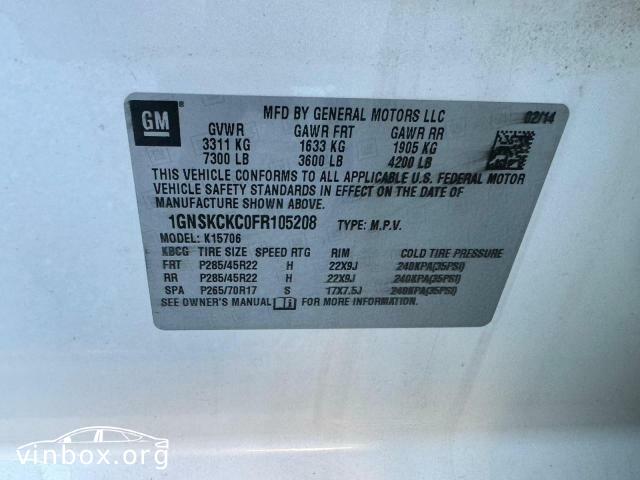 GM
MFD BY GENERAL MOTORS LLC 02/14
GVWR GAWR FRT GAWR RR
3311 KG 1633 KG 1905 KG
7300 LB 3600 LB 4200 LB
THIS VEHICLE CONFORMS TO ALL APPLICABLE U.S. FEDERAL MOTOR
VEHICLE SAFETY STANDARDS IN EFFECT ON THE DATE OF
MANUFACTURE SHOWN ABOVE.
1GNSKCKC0FR105208 TYPE: M.P.V.
MODEL: K15706
KBCG TIRE SIZE SPEED RTG RIM COLD TIRE PRESSURE
FRT P285/45R22 H 22X9J 240KPA(35PSI)
RR P285/45R22 H 22X9J 240KPA(35PSI)
SPA P265/70R17 S 17X7.5J 240KPA(35PSI)
SEE OWNER'S MANUAL FOR MORE INFORMATION.
vinbox.org